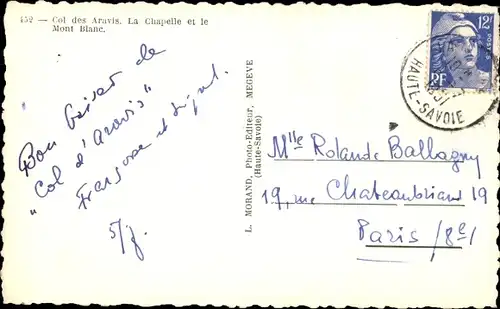 152 — Col des Aravis. La Chapelle et le
Mont Blanc.
Bon baiser de
"Col d'Aravis"
Françoise et
5/8.
L. MORAND, Photo-Editeur, MEGEVE
(Haute-Savoie)
12F
RF
HAUTE-SAVOIE
Mlle Rolande Ballagny
19, rue Chateaubriand 19
Paris (8e)